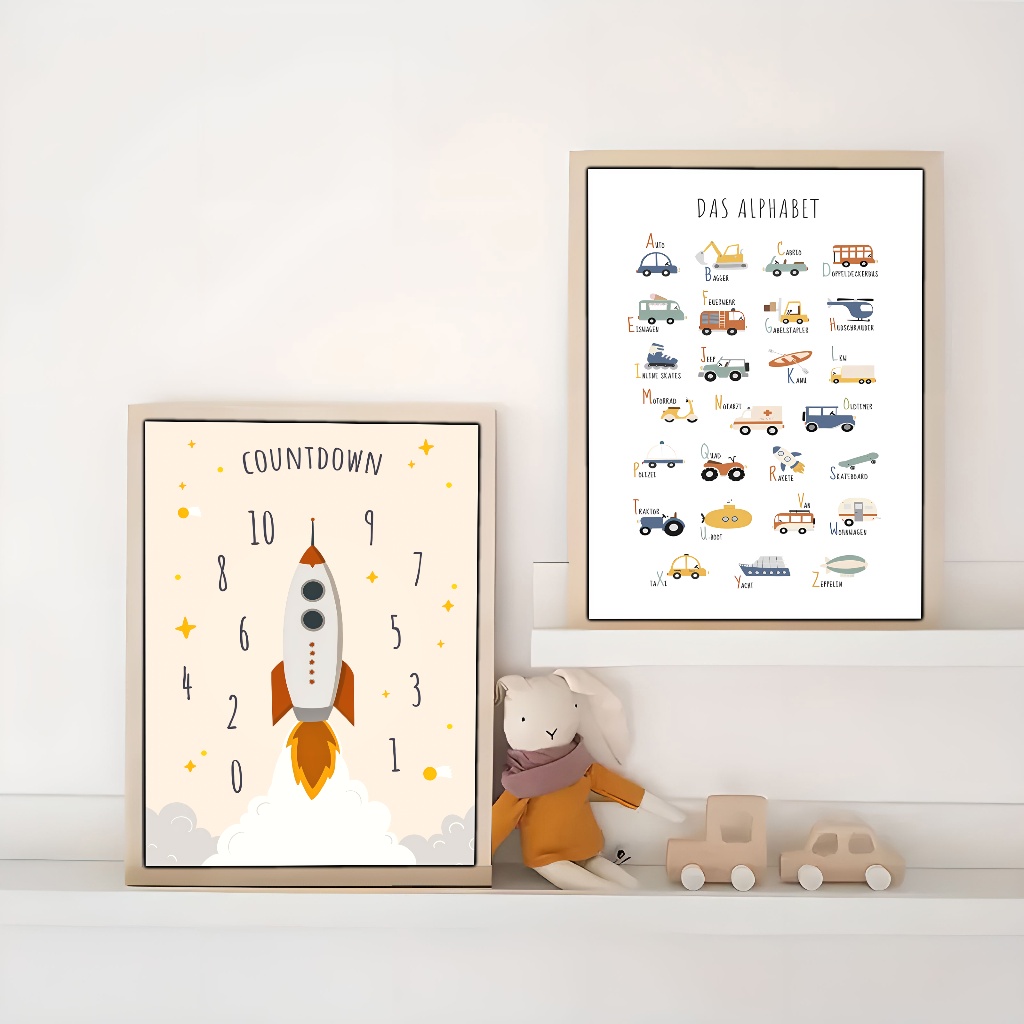 COUNTDOWN
10
9
8
7
6
5
4
3
2
1
0
DAS ALPHABET
AUTO
BAGGER
CABRIO
DOPPELDECKERBUS
EISWAGEN
FEUERWEHR
GABELSTAPLER
HUBSCHRAUBER
INLINE SKATES
JEEP
KANU
LKW
MOTORRAD
NOTARZT
OLDTIMER
POLIZEI
QUAD
RAKETE
SKATEBOARD
TRAKTOR
U-BOOT
VAN
WOHNWAGEN
TAXI
YACHT
ZEPPELIN